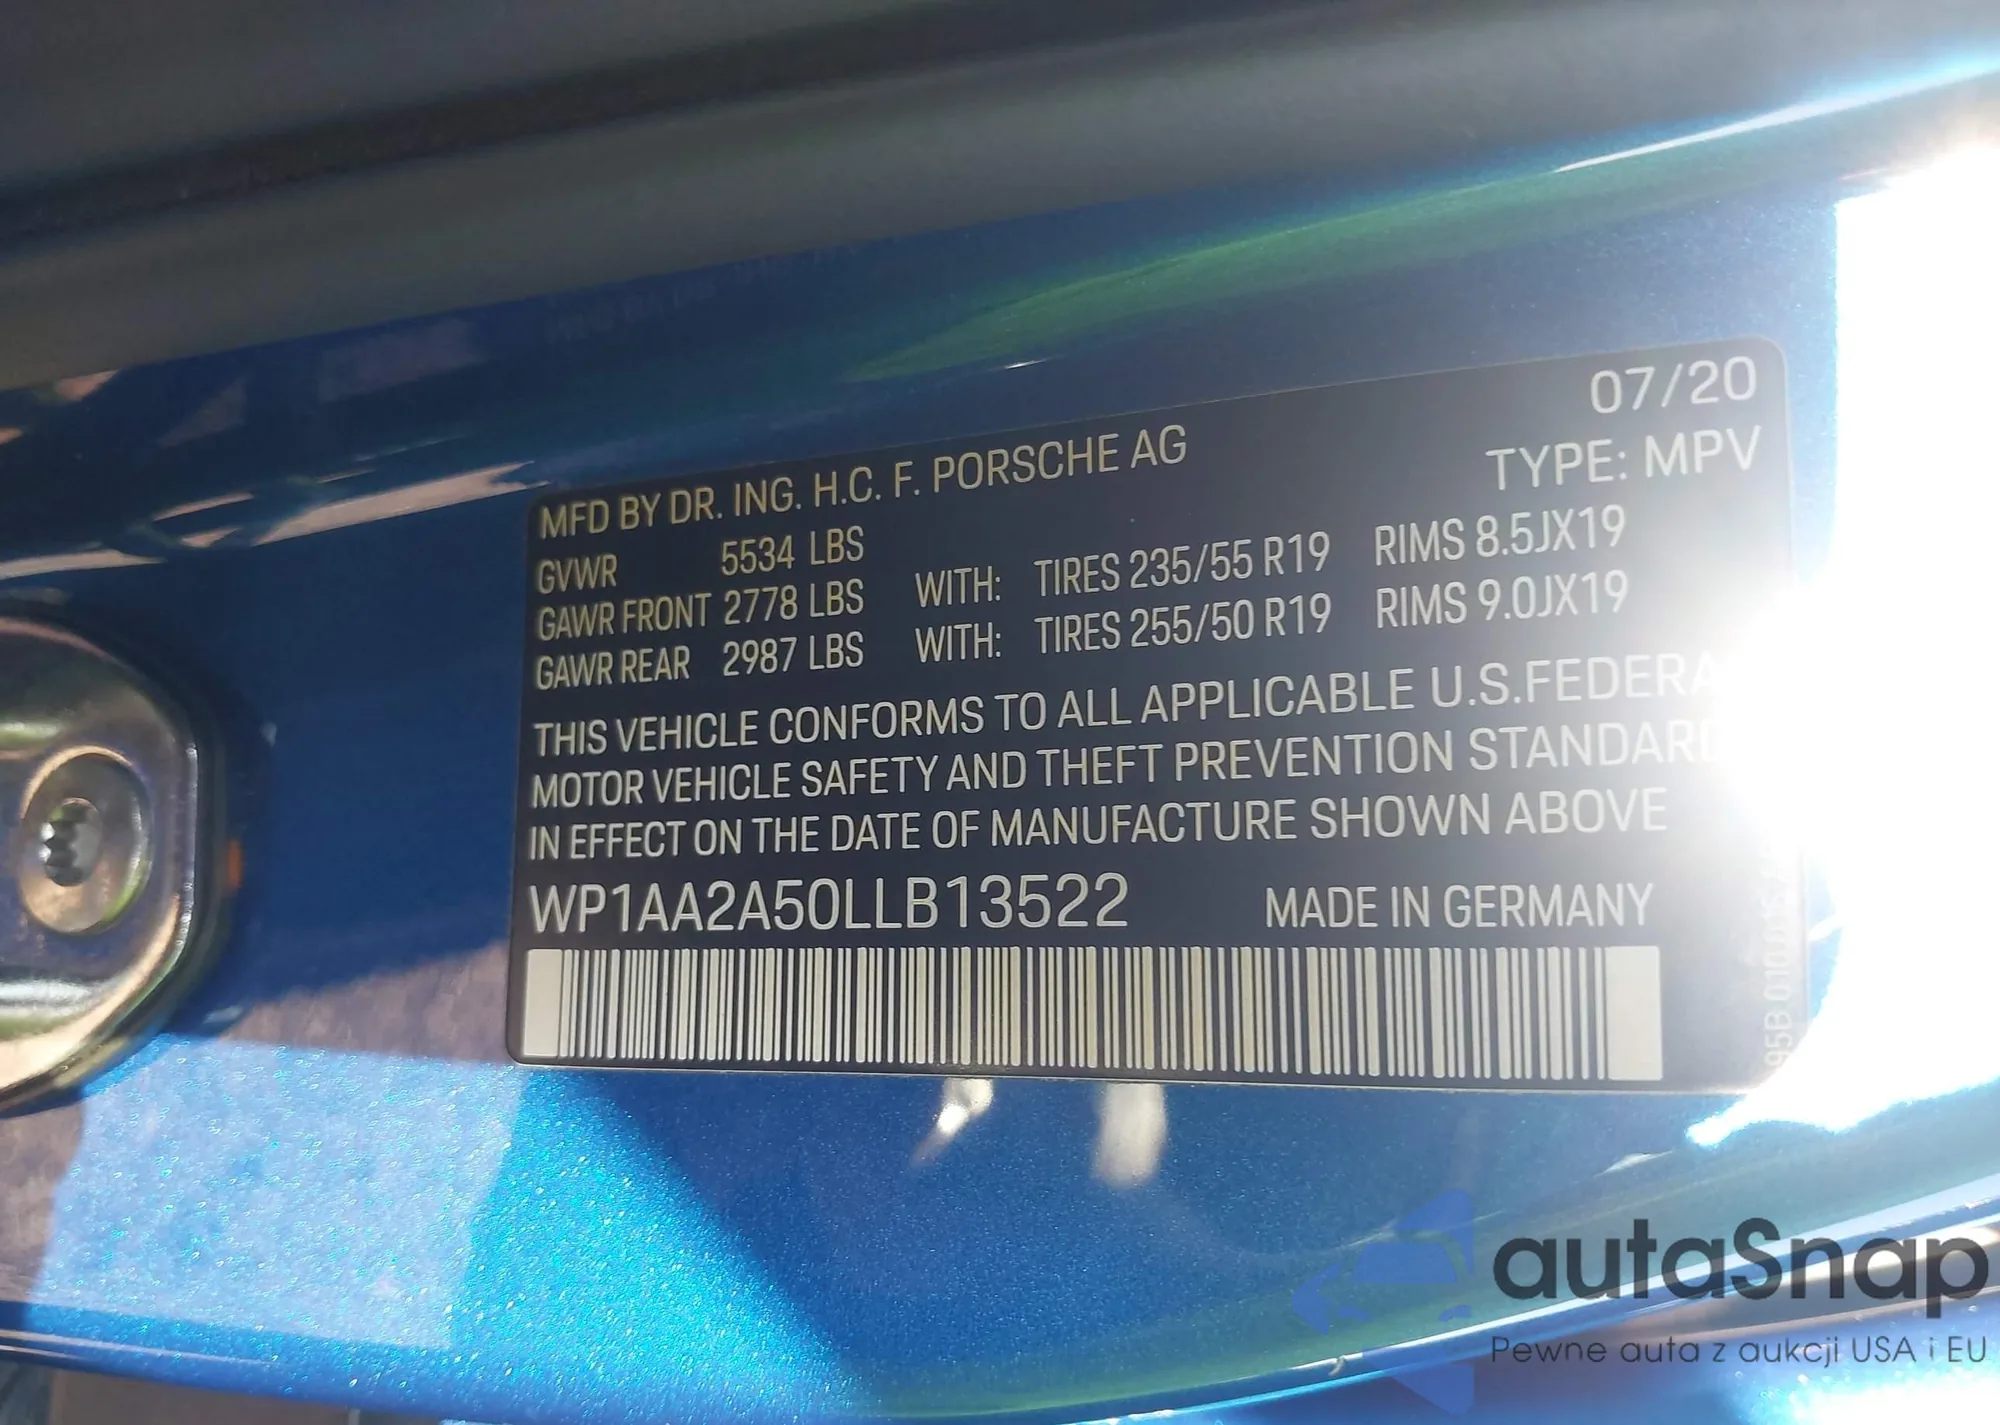 07/20
MFD BY DR. ING. H.C. F. PORSCHE AG TYPE: MPV
GVWR 5534 LBS
GAWR FRONT 2778 LBS WITH: TIRES 235/55 R19 RIMS 8.5JX19
GAWR REAR 2987 LBS WITH: TIRES 255/50 R19 RIMS 9.0JX19
THIS VEHICLE CONFORMS TO ALL APPLICABLE U.S.FEDERA
MOTOR VEHICLE SAFETY AND THEFT PREVENTION STANDARD
IN EFFECT ON THE DATE OF MANUFACTURE SHOWN ABOVE
WP1AA2A50LLB13522 MADE IN GERMANY
95B 010
autaSnap
Pewne auta z aukcji USA i EU